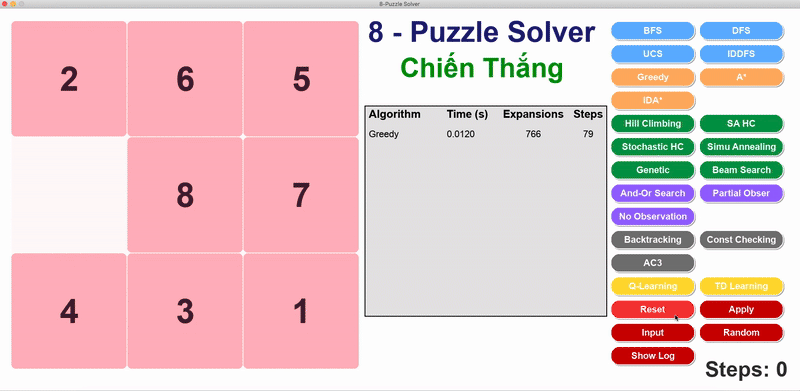 8-Puzzle Solver
2 6 5
8 7
4 3 1
8 - Puzzle Solver
Chiến Thắng
Algorithm Time (s) Expansions Steps
Greedy 0.0120 766 79
BFS DFS
UCS IDDFS
Greedy A*
IDA*
Hill Climbing SA HC
Stochastic HC Simu Annealing
Genetic Beam Search
And-Or Search Partial Obser
No Observation
Backtracking Const Checking
AC3
Q-Learning TD Learning
Reset Apply
Input Random
Show Log
Steps: 0